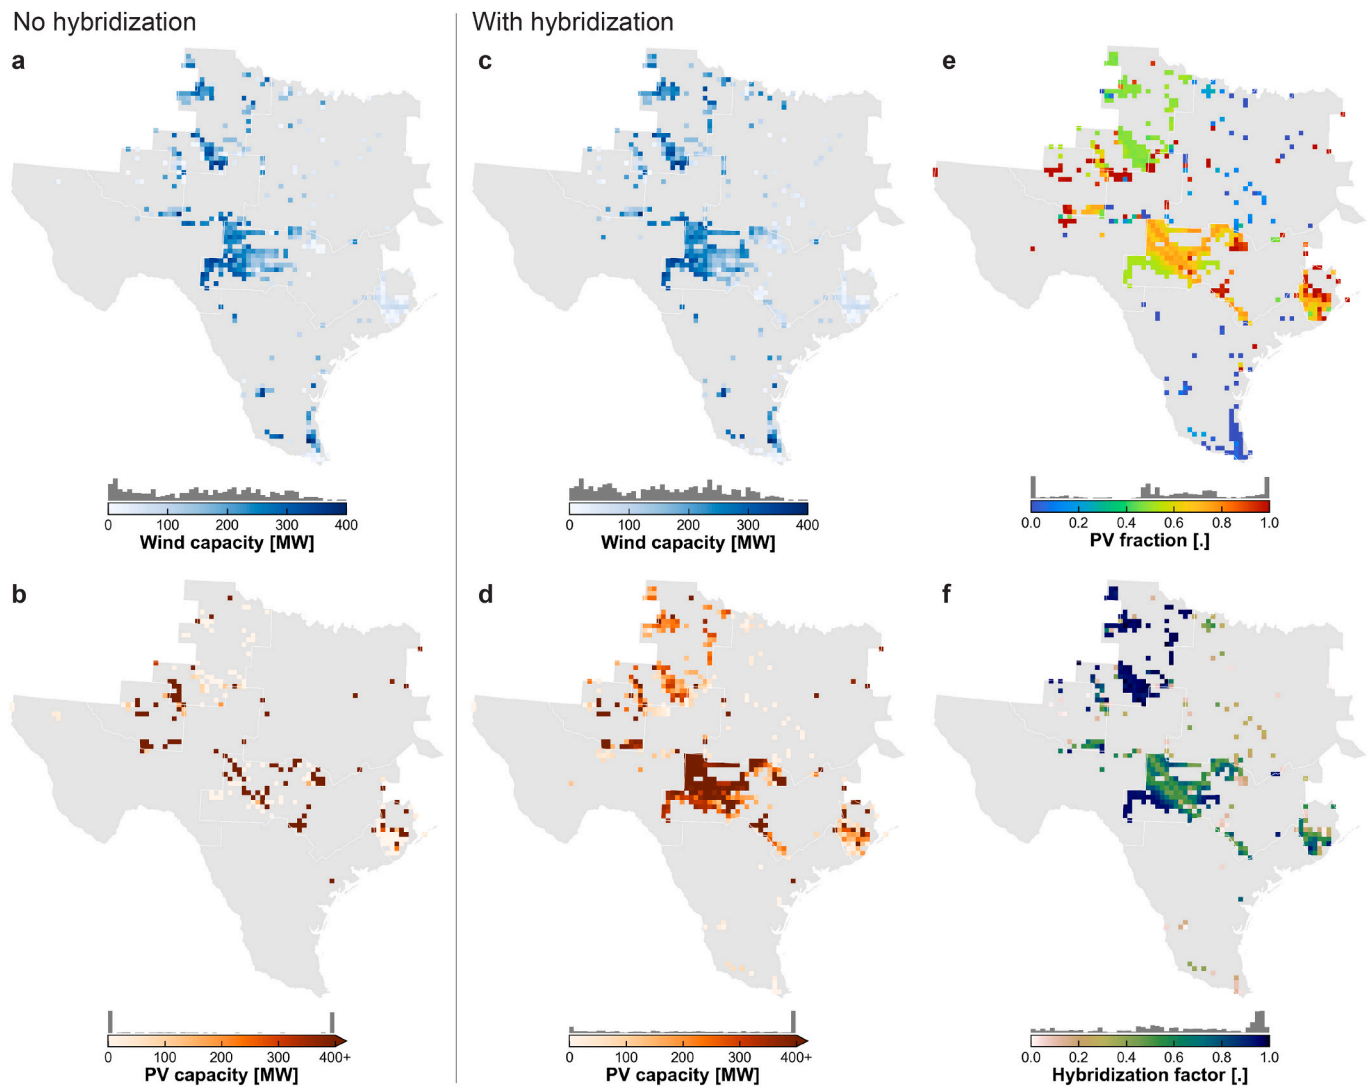 No hybridization
With hybridization
a
c
e
0 100 200 300 400
Wind capacity [MW]
0 100 200 300 400
Wind capacity [MW]
0.0 0.2 0.4 0.6 0.8 1.0
PV fraction [.]
b
d
f
0 100 200 300 400+
PV capacity [MW]
0 100 200 300 400+
PV capacity [MW]
0.0 0.2 0.4 0.6 0.8 1.0
Hybridization factor [.]